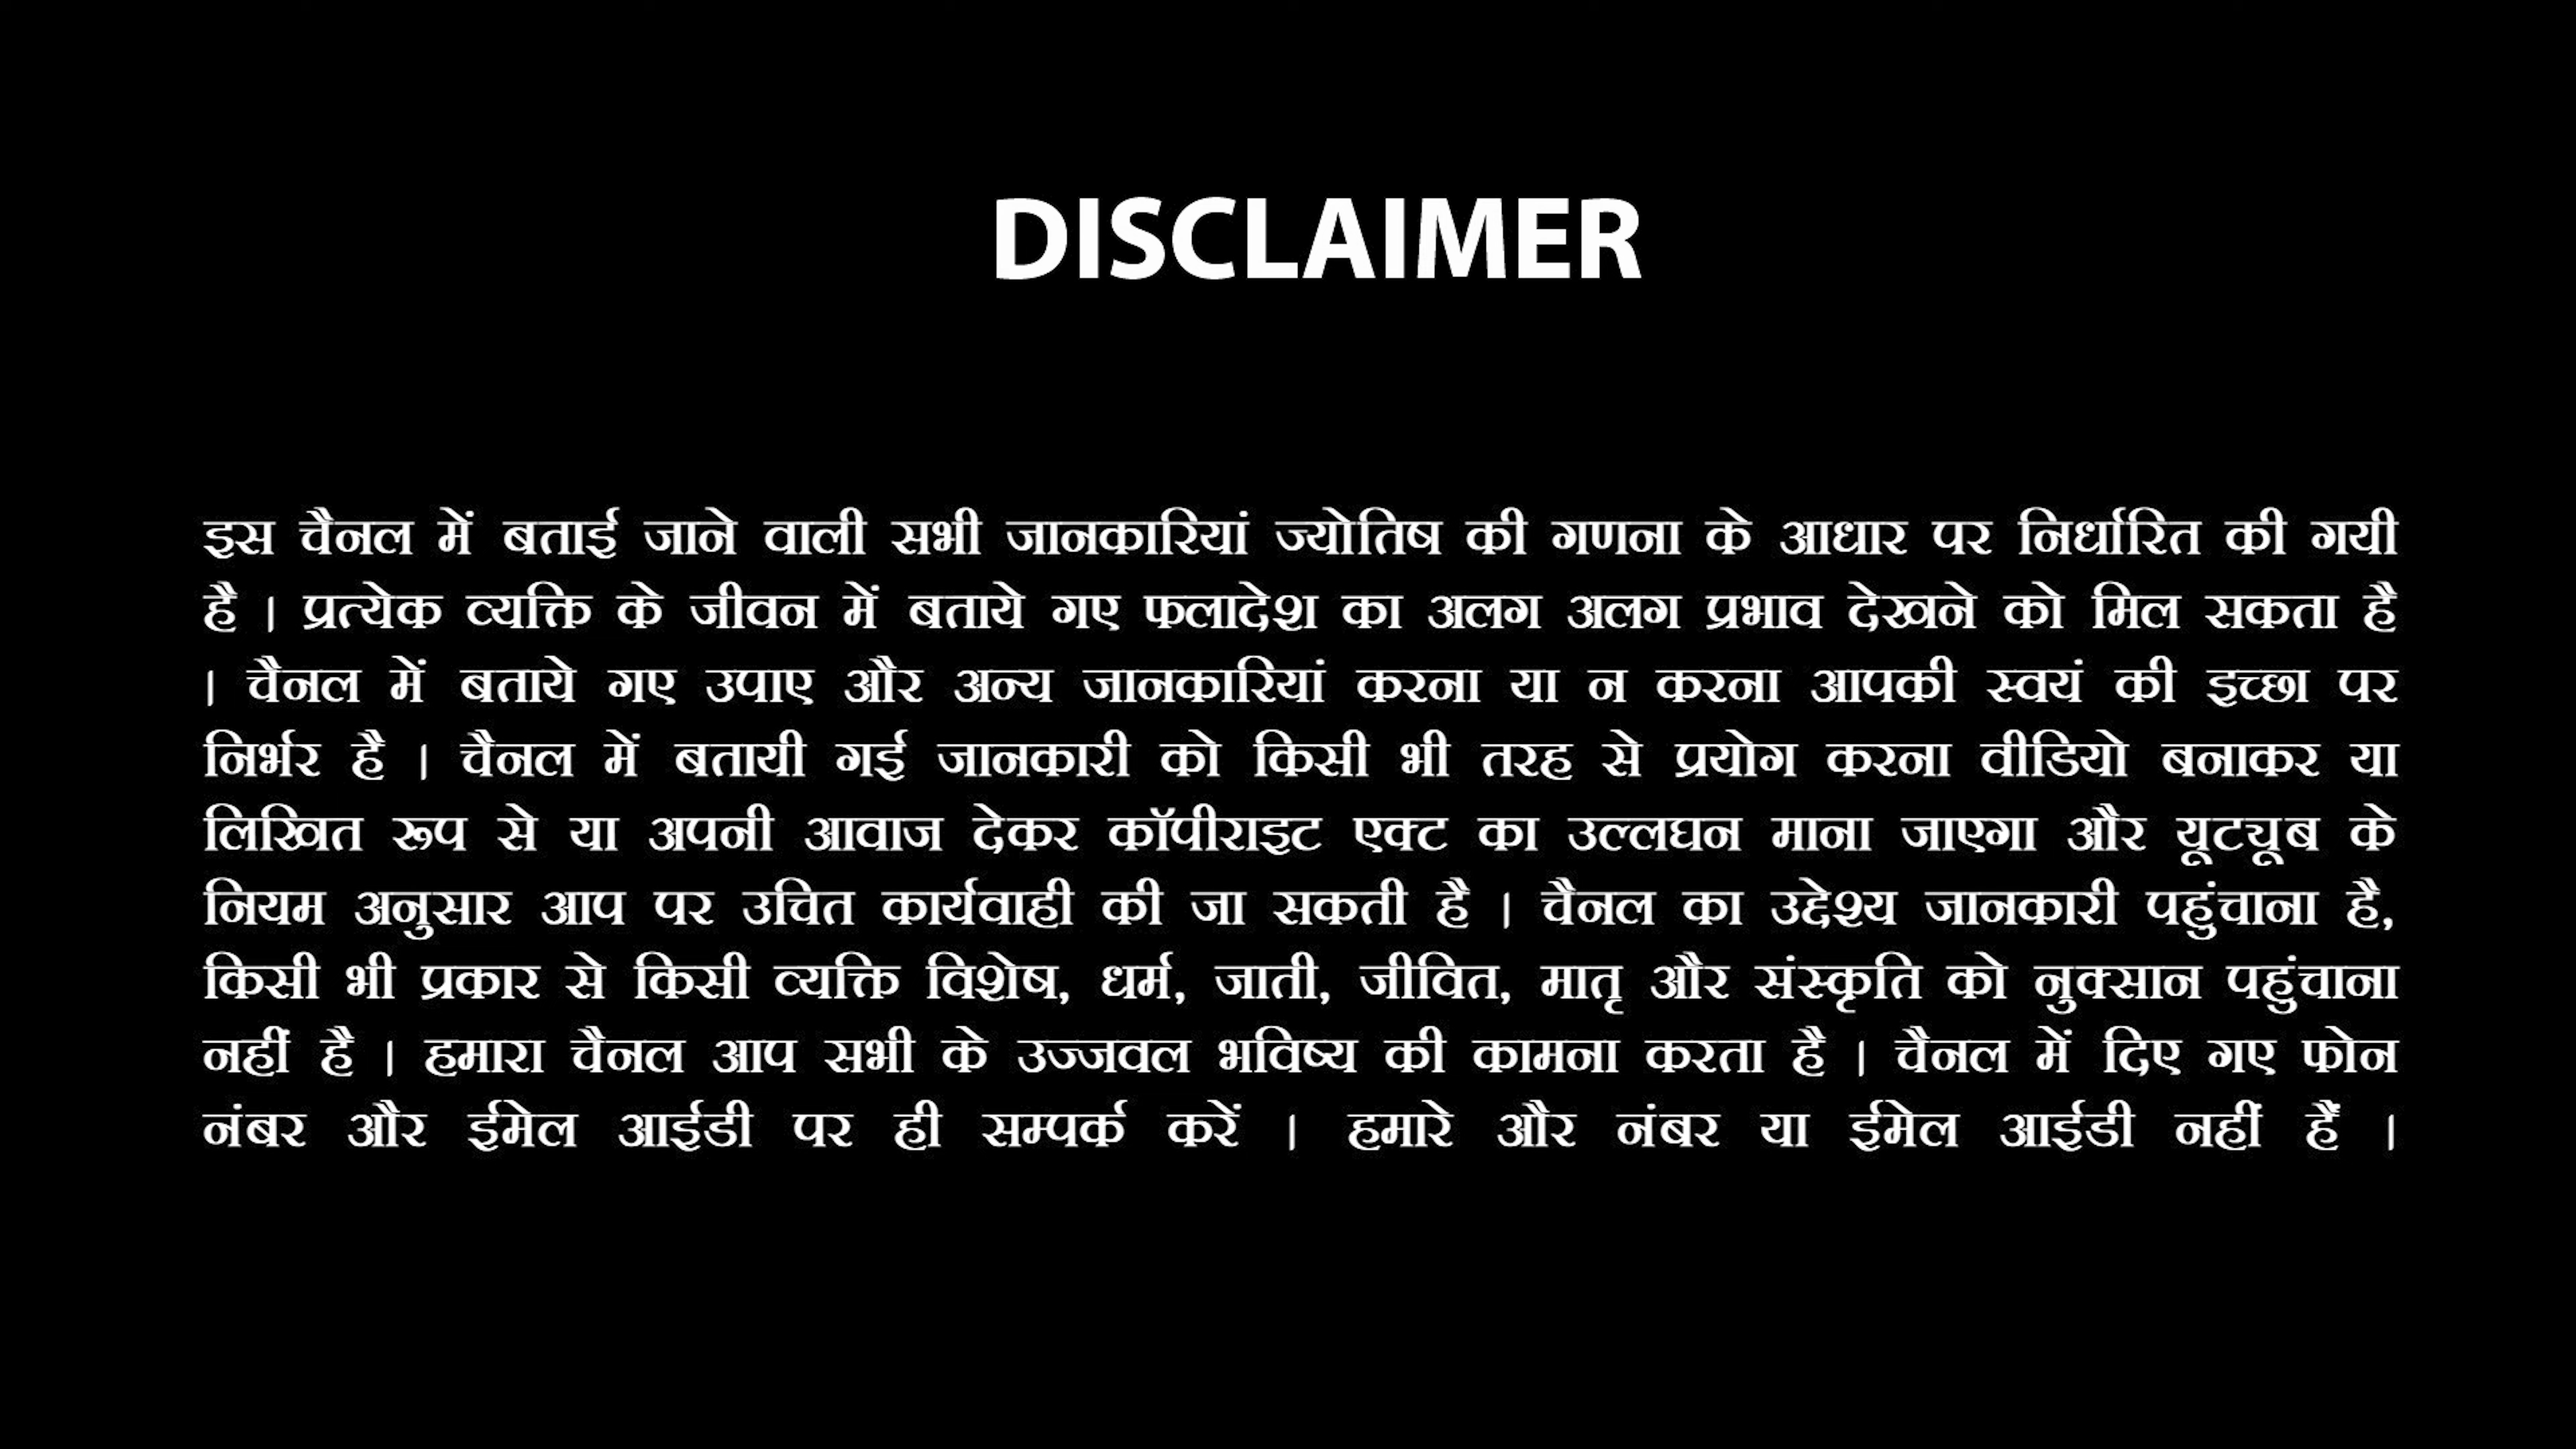 DISCLAIMER
इस चैनल में बताई जाने वाली सभी जानकारियां ज्योतिष की गणना के आधार पर निर्धारित की गयी
है । प्रत्येक व्यक्ति के जीवन में बताये गए फलादेश का अलग अलग प्रभाव देखने को मिल सकता है
। चैनल में बताये गए उपाए और अन्य जानकारियां करना या न करना आपकी स्वयं की इच्छा पर
निर्भर है । चैनल में बतायी गई जानकारी को किसी भी तरह से प्रयोग करना वीडियो बनाकर या
लिखित रूप से या अपनी आवाज देकर कॉपीराइट एक्ट का उल्लघन माना जाएगा और यूट्यूब के
नियम अनुसार आप पर उचित कार्यवाही की जा सकती है । चैनल का उद्देश्य जानकारी पहुंचाना है,
किसी भी प्रकार से किसी व्यक्ति विशेष, धर्म, जाती, जीवित, मातृ और संस्कृति को नुक्सान पहुंचाना
नहीं है । हमारा चैनल आप सभी के उज्जवल भविष्य की कामना करता है । चैनल में दिए गए फोन
नंबर और ईमेल आईडी पर ही सम्पर्क करें । हमारे और नंबर या ईमेल आईडी नहीं हैं ।